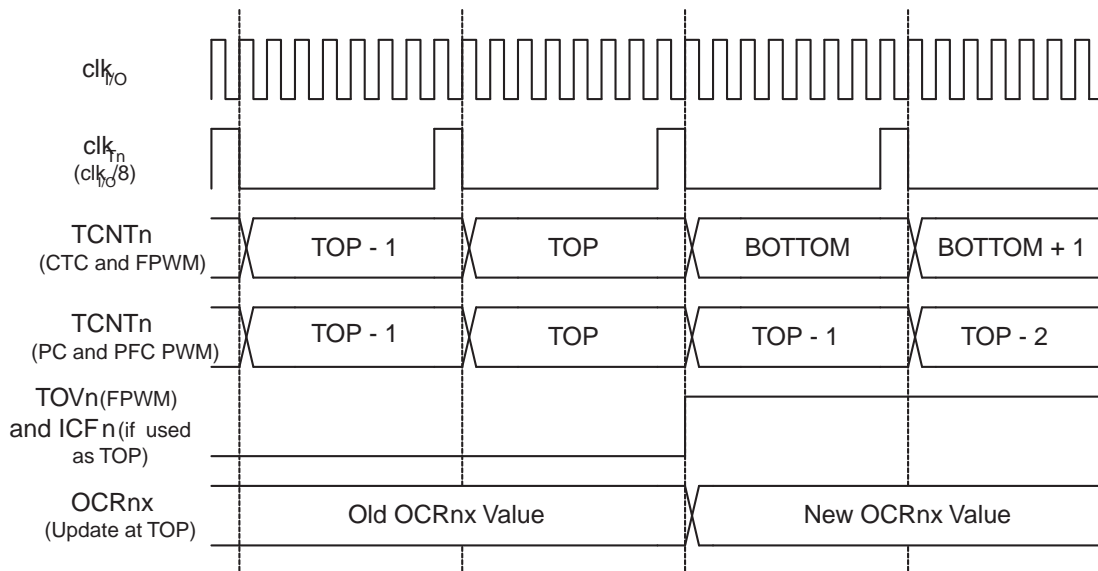 clkI/O
clkTn
(clkI/O/8)
TCNTn
(CTC and FPWM)
TOP - 1 TOP BOTTOM BOTTOM + 1
TCNTn
(PC and PFC PWM)
TOP - 1 TOP TOP - 1 TOP - 2
TOVn (FPWM)
and ICFn (if used
as TOP)
OCRnx
(Update at TOP)
Old OCRnx Value New OCRnx Value